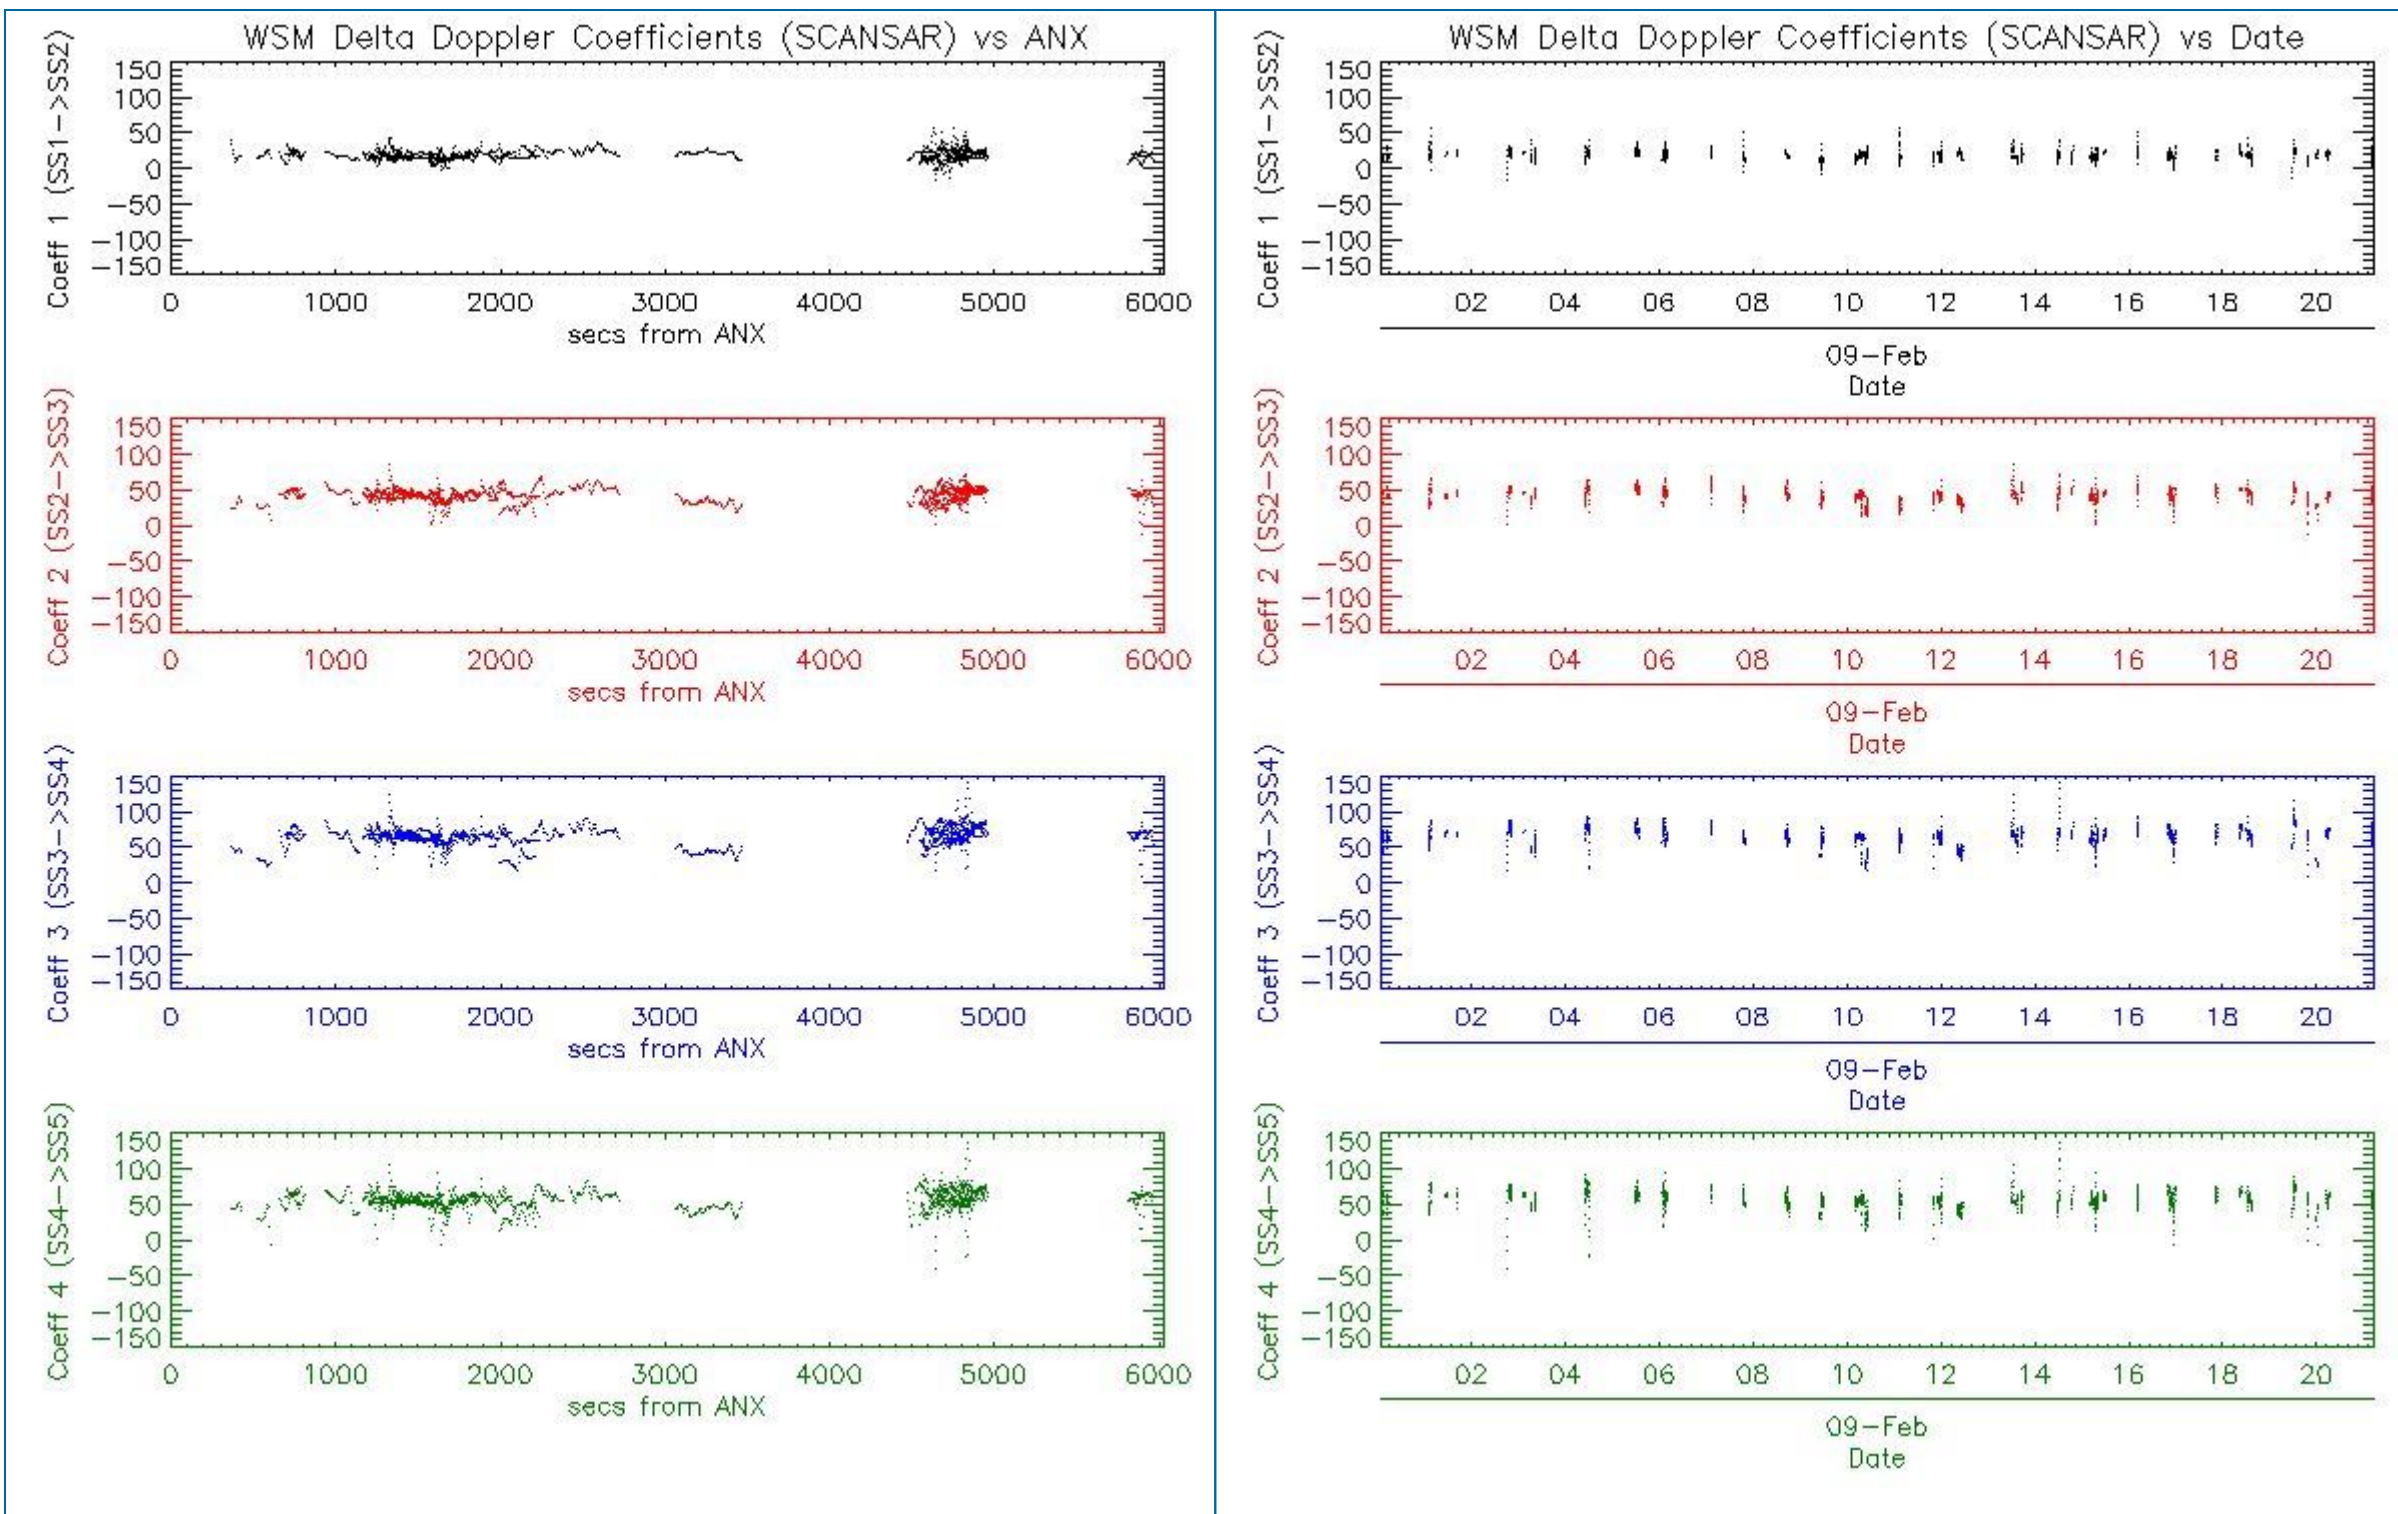 WSM Delta Doppler Coefficients (SCANSAR) vs ANX
Coeff 1 (SS1->SS2)
150
100
50
0
-50
-100
-150
0 1000 2000 3000 4000 5000 6000
secs from ANX
Coeff 2 (SS2->SS3)
150
100
50
0
-50
-100
-150
0 1000 2000 3000 4000 5000 6000
secs from ANX
Coeff 3 (SS3->SS4)
150
100
50
0
-50
-100
-150
0 1000 2000 3000 4000 5000 6000
secs from ANX
Coeff 4 (SS4->SS5)
150
100
50
0
-50
-100
-150
0 1000 2000 3000 4000 5000 6000
secs from ANX
WSM Delta Doppler Coefficients (SCANSAR) vs Date
Coeff 1 (SS1->SS2)
150
100
50
0
-50
-100
-150
02 04 06 08 10 12 14 16 18 20
09-Feb
Date
Coeff 2 (SS2->SS3)
150
100
50
0
-50
-100
-150
02 04 06 08 10 12 14 16 18 20
09-Feb
Date
Coeff 3 (SS3->SS4)
150
100
50
0
-50
-100
-150
02 04 06 08 10 12 14 16 18 20
09-Feb
Date
Coeff 4 (SS4->SS5)
150
100
50
0
-50
-100
-150
02 04 06 08 10 12 14 16 18 20
09-Feb
Date